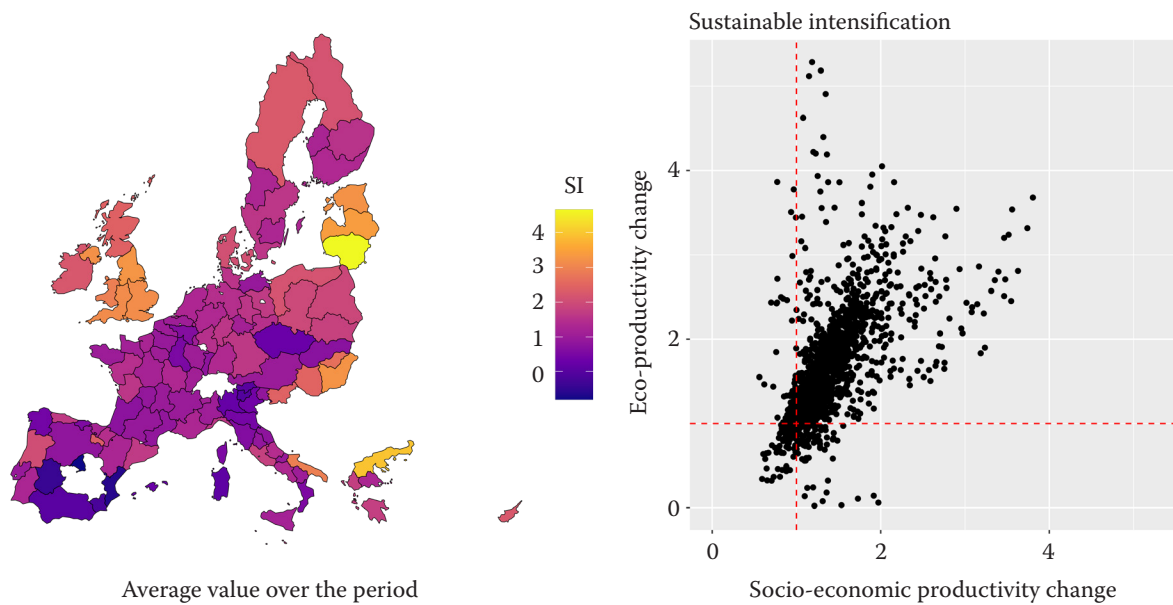 SI
4
3
2
1
0
Average value over the period
Sustainable intensification
Eco-productivity change
4
2
0
0
2
4
Socio-economic productivity change